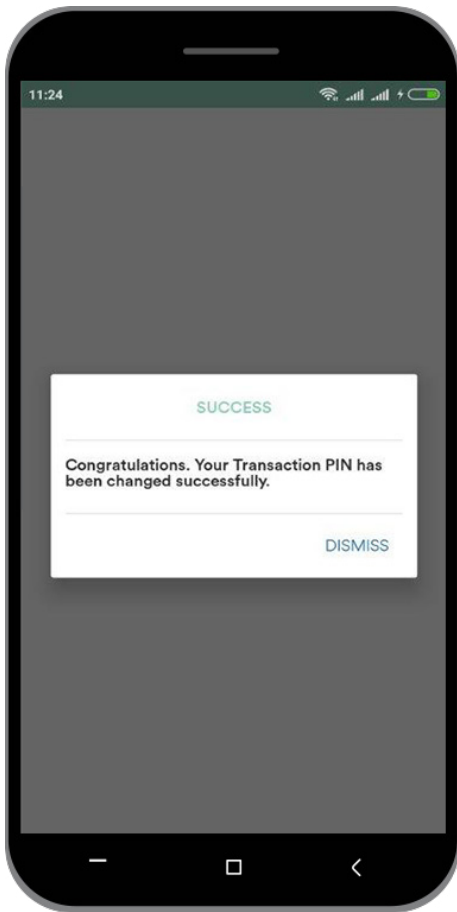 11:24
SUCCESS
Congratulations. Your Transaction PIN has
been changed successfully.
DISMISS